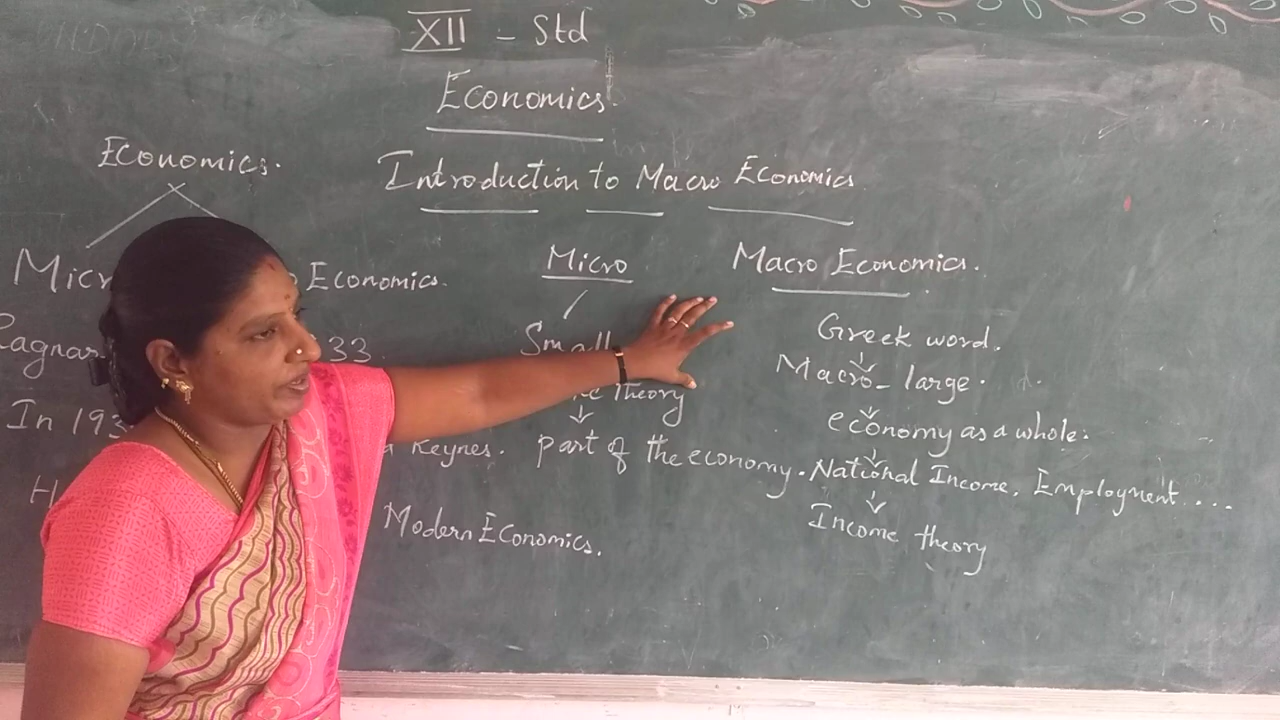 XII - Std
Economics.
Introduction to Macro Economics
Economics.
Economics.
33
In 193
Keynes.
Modern Economics.
Micro
Small
theory
part of the economy.
Macro Economics.
Greek word.
Macro - large.
economy as a whole.
National Income, Employment....
Income theory